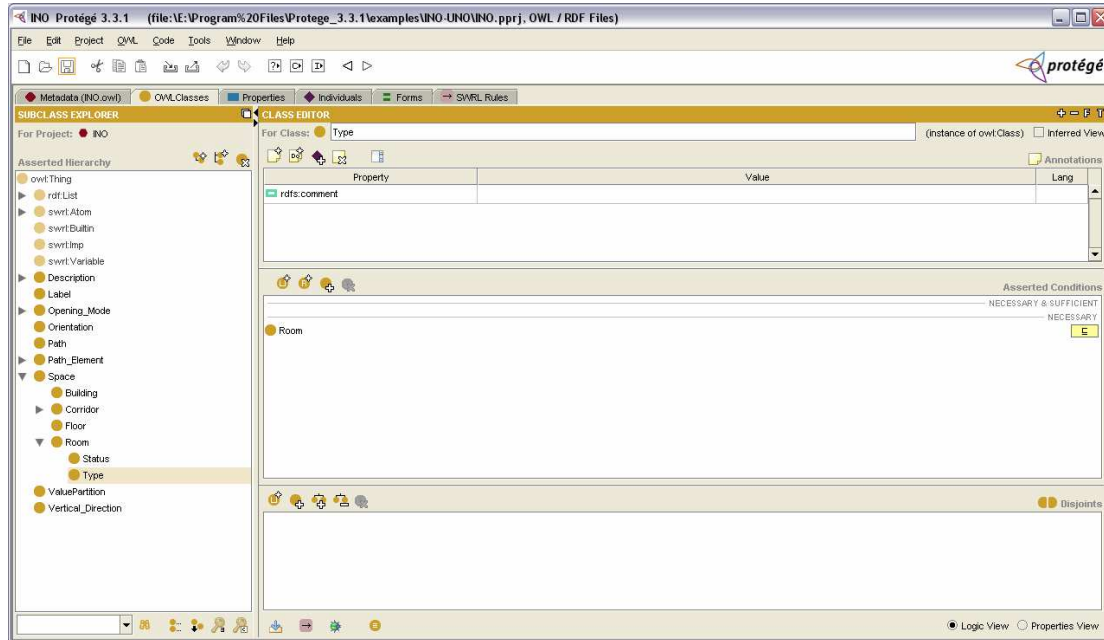 INO Protégé 3.3.1 (file:\E:\Program%20Files\Protege_3.3.1\examples\INO-UNO\INO.pprj, OWL / RDF Files)
File Edit Project OWL Code Tools Window Help
protégé
Metadata (INO.owl) OWLClasses Properties Individuals Forms SWRL Rules
SUBCLASS EXPLORER
For Project: INO
Asserted Hierarchy
owl:Thing
rdf:List
swrl:Atom
swrl:Builtin
swrl:Imp
swrl:Variable
Description
Label
Opening_Mode
Orientation
Path
Path_Element
Space
Building
Corridor
Floor
Room
Status
Type
ValuePartition
Vertical_Direction
CLASS EDITOR
For Class: Type (instance of owl:Class) Inferred View
Annotations
Property Value Lang
rdfs:comment
Asserted Conditions
NECESSARY & SUFFICIENT
NECESSARY
Room
Disjoints
Logic View Properties View